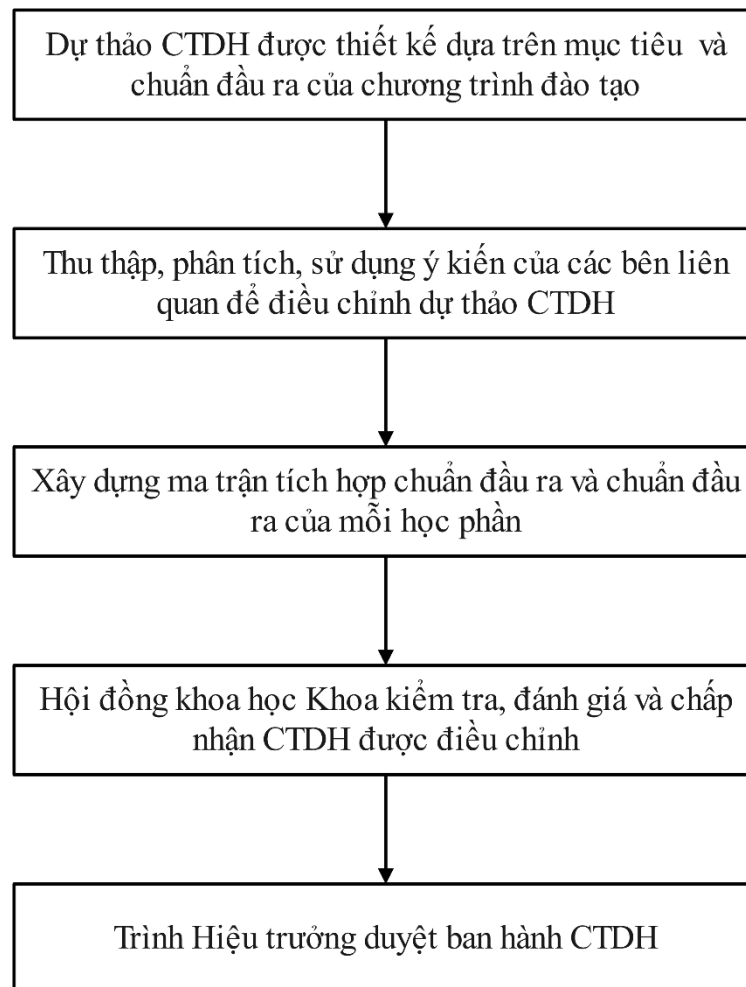 Dự thảo CTDH được thiết kế dựa trên mục tiêu và
chuẩn đầu ra của chương trình đào tạo
Thu thập, phân tích, sử dụng ý kiến của các bên liên
quan để điều chỉnh dự thảo CTDH
Xây dựng ma trận tích hợp chuẩn đầu ra và chuẩn đầu
ra của mỗi học phần
Hội đồng khoa học Khoa kiểm tra, đánh giá và chấp
nhận CTDH được điều chỉnh
Trình Hiệu trưởng duyệt ban hành CTDH